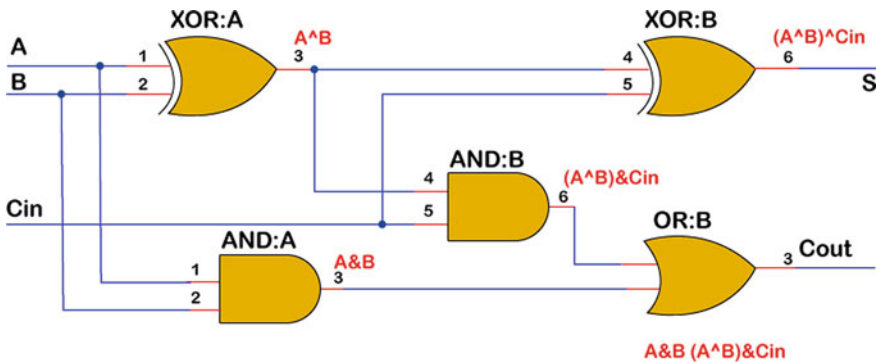 XOR:A
XOR:B
A
1
A^B
3
4
(A^B)^Cin
6
B
2
5
S
AND:B
4
(A^B)&Cin
6
Cin
5
OR:B
AND:A
1
A&B
3
3
Cout
2
A&B (A^B)&Cin